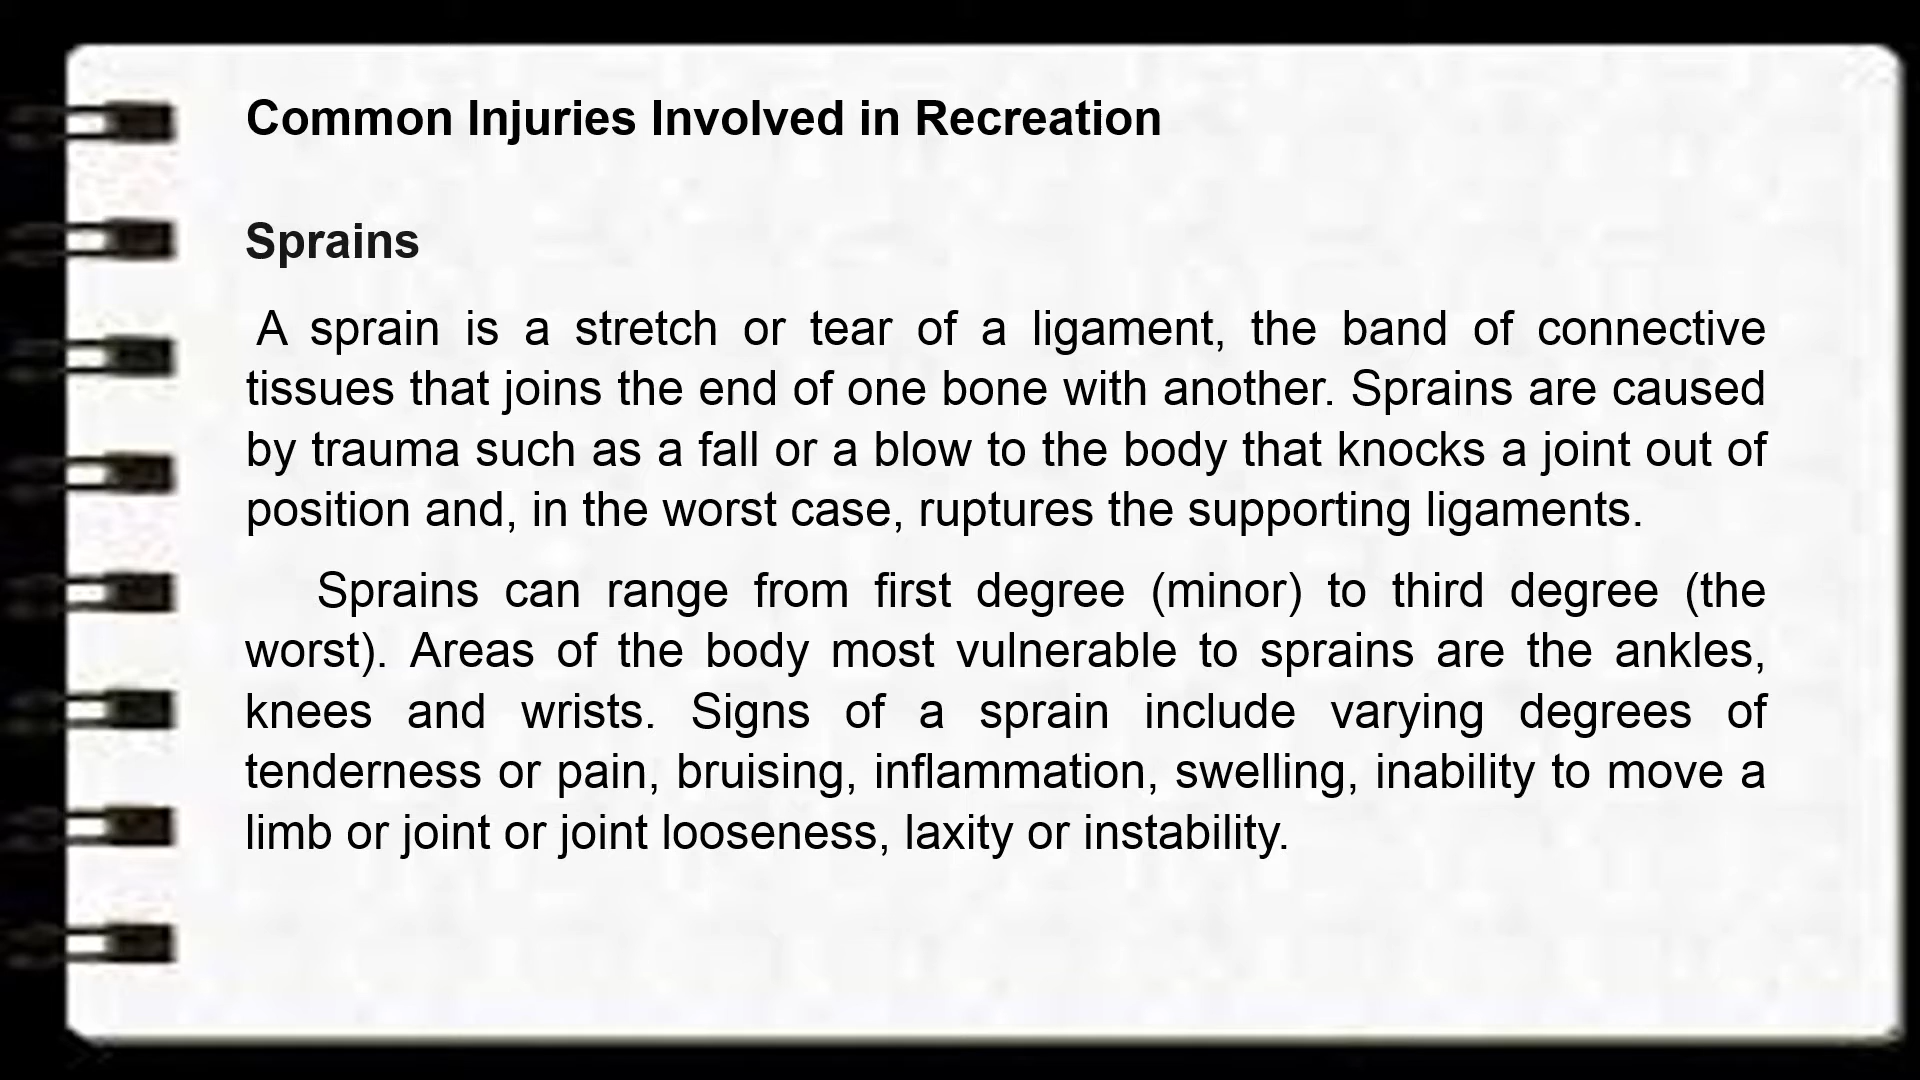 Common Injuries Involved in Recreation
Sprains
A sprain is a stretch or tear of a ligament, the band of connective
tissues that joins the end of one bone with another. Sprains are caused
by trauma such as a fall or a blow to the body that knocks a joint out of
position and, in the worst case, ruptures the supporting ligaments.
Sprains can range from first degree (minor) to third degree (the
worst). Areas of the body most vulnerable to sprains are the ankles,
knees and wrists. Signs of a sprain include varying degrees of
tenderness or pain, bruising, inflammation, swelling, inability to move a
limb or joint or joint looseness, laxity or instability.